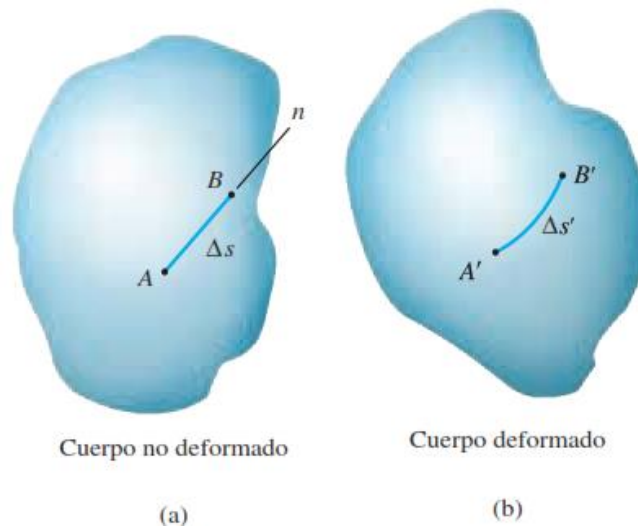 n
B
Δs
A
Cuerpo no deformado
(a)
B′
Δs′
A′
Cuerpo deformado
(b)